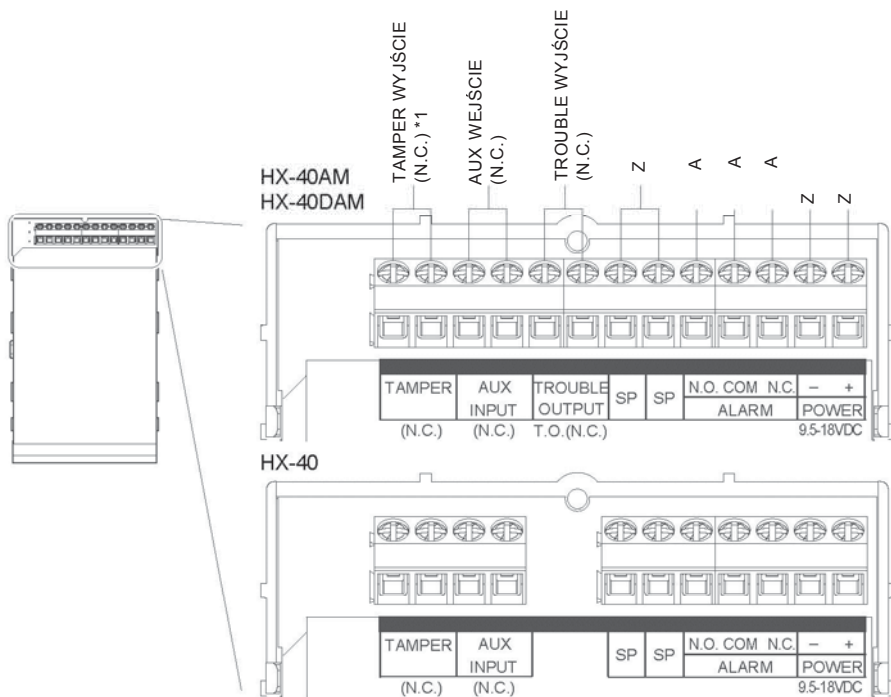 TAMPER WYJŚCIE
(N.C.) *1
AUX WEJŚCIE
(N.C.)
TROUBLE WYJŚCIE
(N.C.)
Z
A
A
A
Z
Z
HX-40AM
HX-40DAM
TAMPER
(N.C.)
AUX
INPUT
(N.C.)
TROUBLE
OUTPUT
T.O.(N.C.)
SP
SP
N.O. COM N.C.
ALARM
– +
POWER
9.5-18VDC
HX-40
TAMPER
(N.C.)
AUX
INPUT
(N.C.)
SP
SP
N.O. COM N.C.
ALARM
– +
POWER
9.5-18VDC